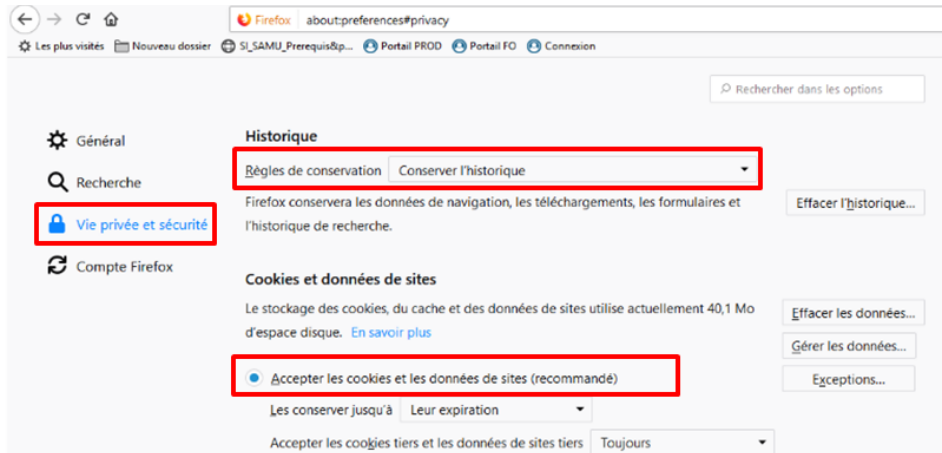 Firefox about:preferences#privacy
Les plus visités Nouveau dossier SI_SAMU_Prerequis&p... Portail PROD Portail FO Connexion
Rechercher dans les options
Général
Recherche
Vie privée et sécurité
Compte Firefox
Historique
Règles de conservation Conserver l'historique
Firefox conservera les données de navigation, les téléchargements, les formulaires et
l'historique de recherche.
Effacer l'historique...
Cookies et données de sites
Le stockage des cookies, du cache et des données de sites utilise actuellement 40,1 Mo
d'espace disque. En savoir plus
Effacer les données...
Gérer les données...
Accepter les cookies et les données de sites (recommandé)
Exceptions...
Les conserver jusqu'à Leur expiration
Accepter les cookies tiers et les données de sites tiers Toujours